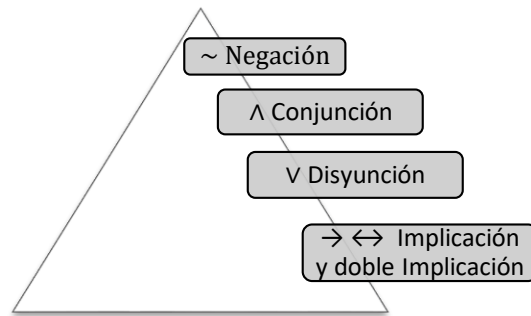 ~ Negación
∧ Conjunción
∨ Disyunción
→ ↔ Implicación
y doble Implicación